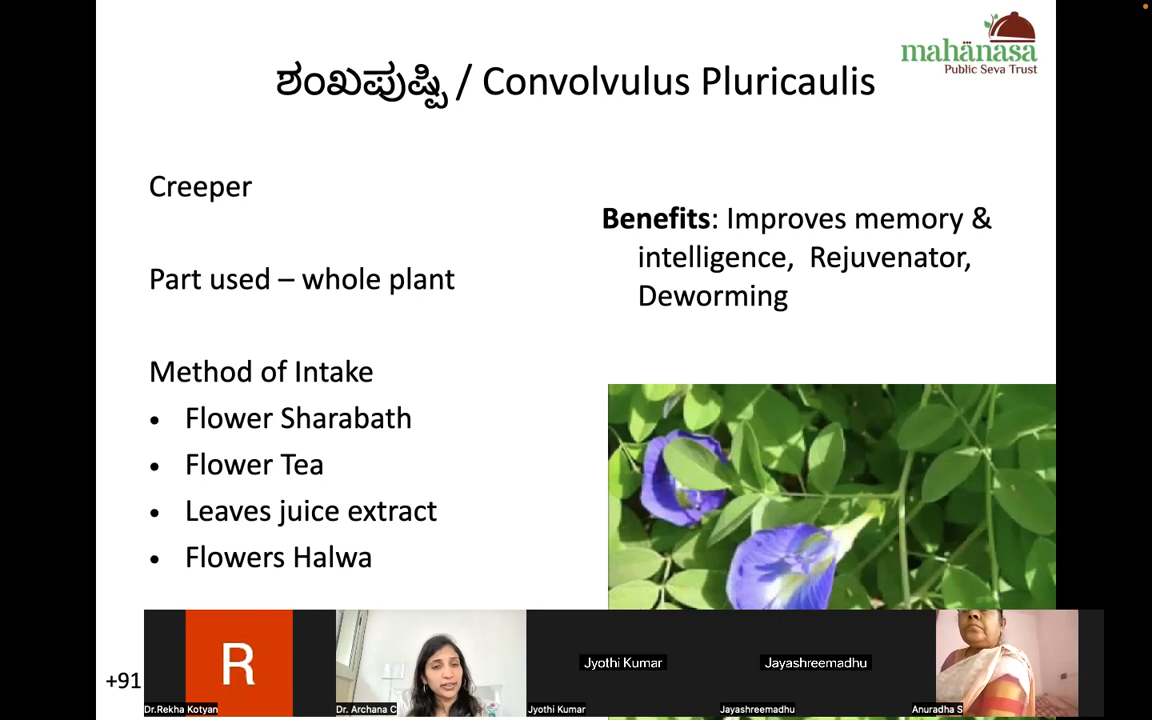 mahänasa
Public Seva Trust
ಶಂಖಪುಷ್ಪಿ / Convolvulus Pluricaulis
Creeper
Benefits: Improves memory &
intelligence, Rejuvenator,
Deworming
Part used – whole plant
Method of Intake
• Flower Sharabath
• Flower Tea
• Leaves juice extract
• Flowers Halwa
+91
R
Dr.Rekha Kotyan
Dr. Archana C
Jyothi Kumar
Jyothi Kumar
Jayashreemadhu
Jayashreemadhu
Anuradha S